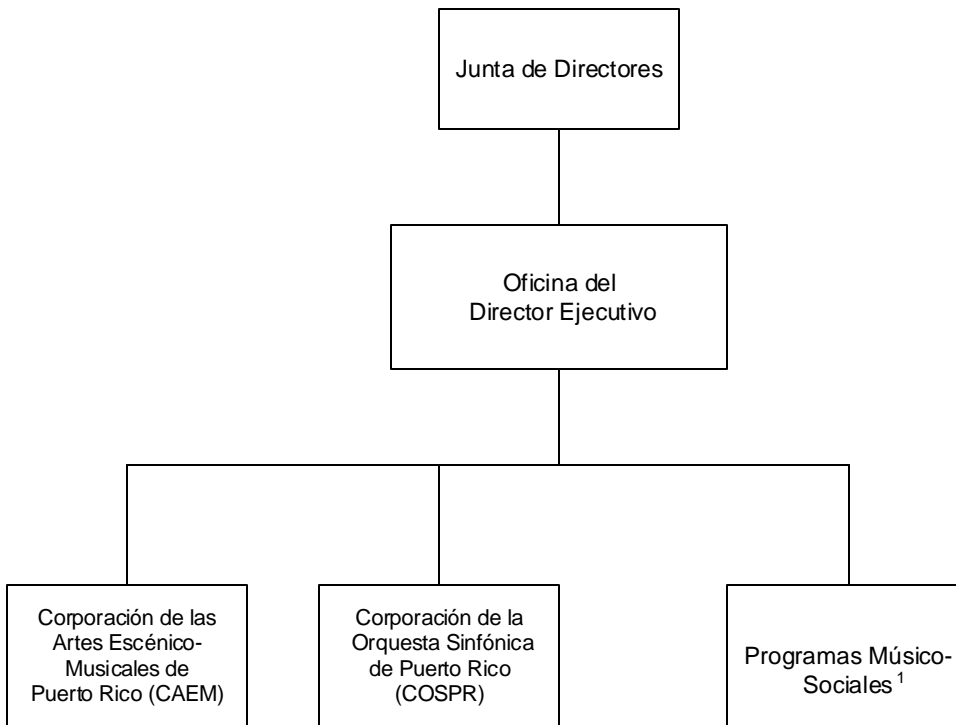 Junta de Directores
Oficina del
Director Ejecutivo
Corporación de las
Artes Escénico-
Musicales de
Puerto Rico (CAEM)
Corporación de la
Orquesta Sinfónica
de Puerto Rico
(COSPR)
Programas Músico-
Sociales ¹